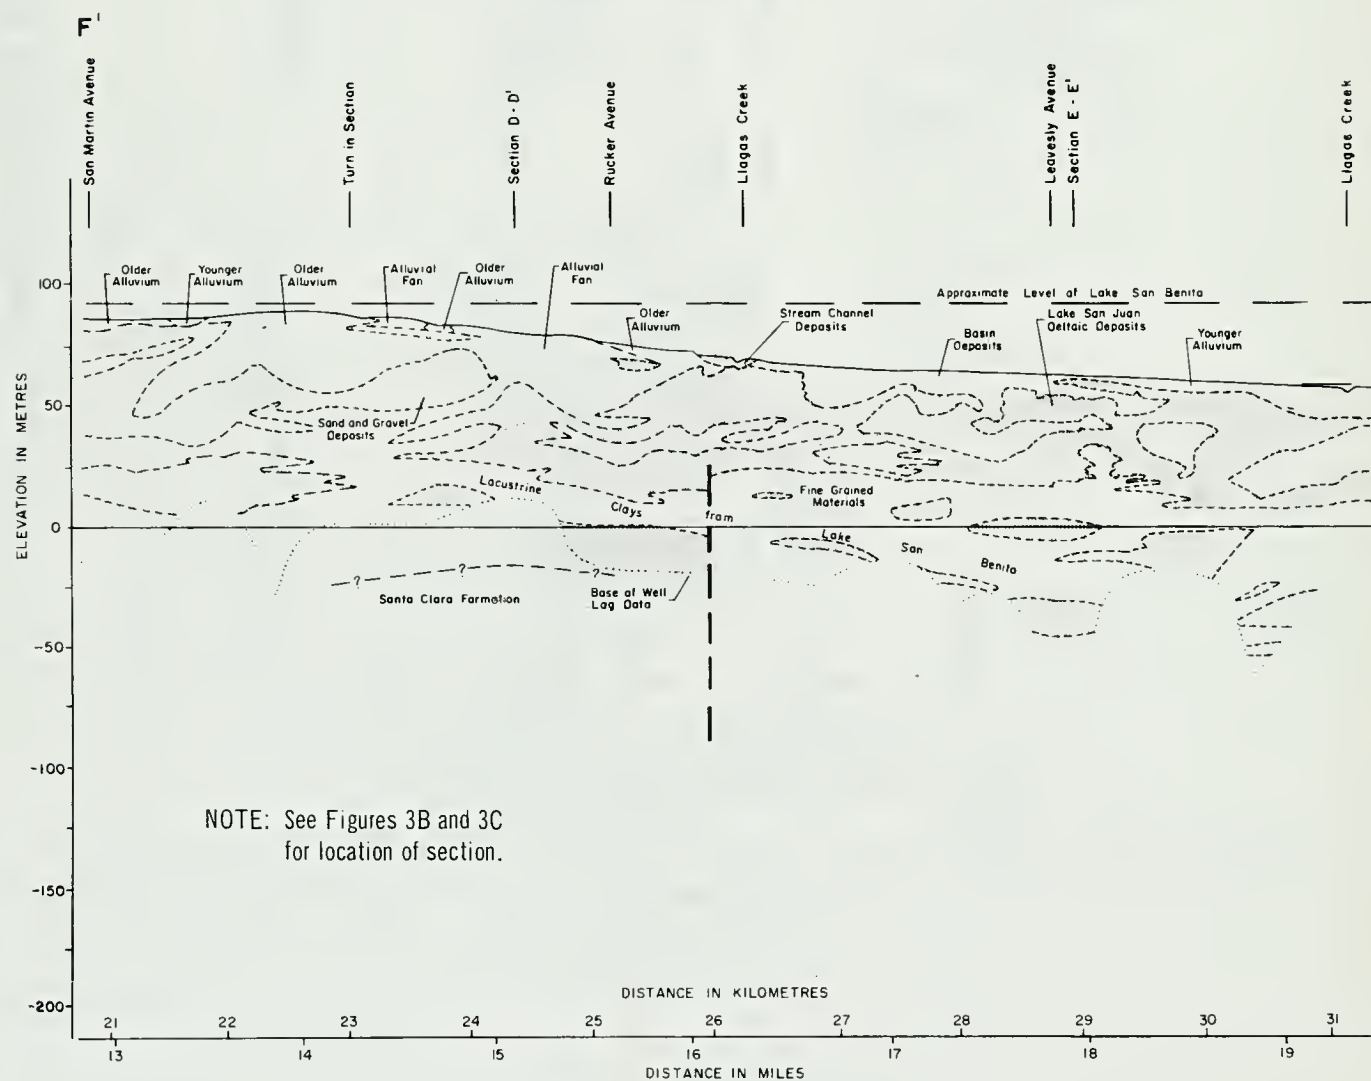 F'
San Martin Avenue
Turn in Section
Section D - D'
Rucker Avenue
Llagas Creek
Leavesly Avenue
Section E - E'
Llagas Creek
ELEVATION IN METRES
100
50
0
-50
-100
-150
-200
Older
Alluvium
Younger
Alluvium
Older
Alluvium
Alluvial
Fan
Older
Alluvium
Alluvial
Fan
Older
Alluvium
Stream Channel
Deposits
Approximate Level of Lake San Benito
Basin
Deposits
Lake San Juan
Deltaic Deposits
Younger
Alluvium
Sand and Gravel
Deposits
Lacustrine Clays from Lake San Benito
Fine Grained
Materials
? ? ?
Santa Clara Formation
Base of Well
Log Data
NOTE: See Figures 3B and 3C
for location of section.
DISTANCE IN KILOMETRES
21 22 23 24 25 26 27 28 29 30 31
13 14 15 16 17 18 19
DISTANCE IN MILES